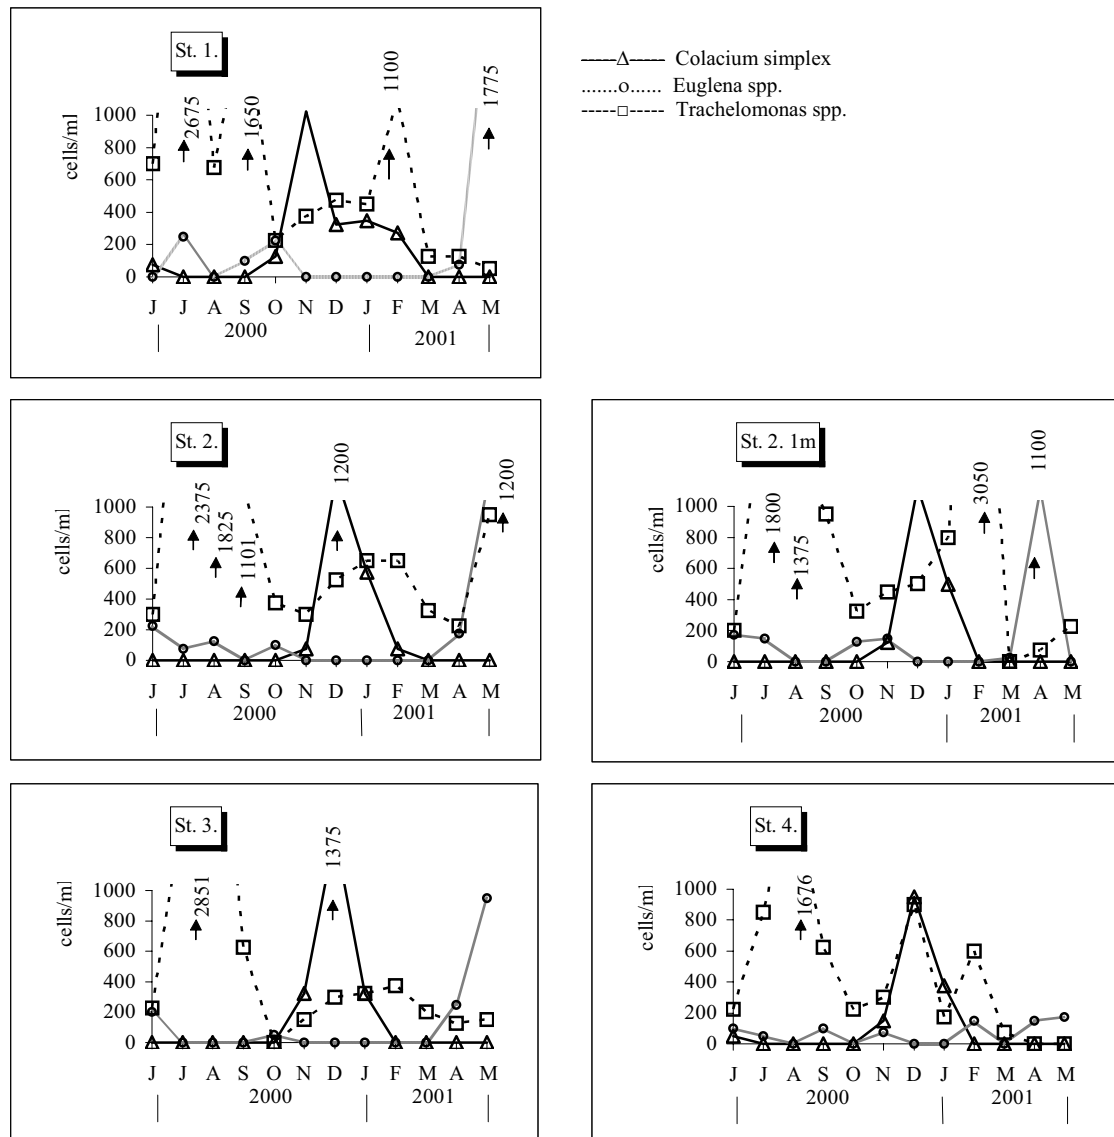 St. 1.
2675
1650
1100
1775
cells/ml
1000
800
600
400
200
0
J J A S O N D J F M A M
2000 2001
-----Δ----- Colacium simplex
.......o...... Euglena spp.
-----□----- Trachelomonas spp.
St. 2.
2375
1825
1101
1200
1200
cells/ml
1000
800
600
400
200
0
J J A S O N D J F M A M
2000 2001
St. 2. 1m
1800
1375
3050
1100
cells/ml
1000
800
600
400
200
0
J J A S O N D J F M A M
2000 2001
St. 3.
2851
1375
cells/ml
1000
800
600
400
200
0
J J A S O N D J F M A M
2000 2001
St. 4.
1676
cells/ml
1000
800
600
400
200
0
J J A S O N D J F M A M
2000 2001